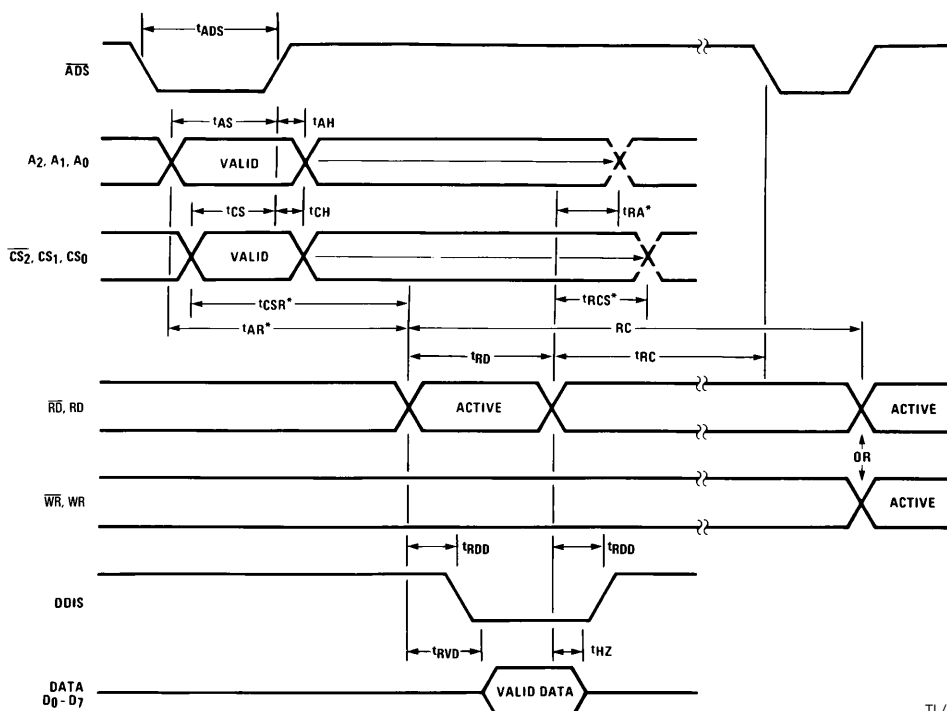 tADS
ADS
tAS tAH
A2, A1, A0 VALID
tCS tCH tRA*
CS2, CS1, CS0 VALID
tCSR* tRCS*
tAR* RC
tRD tRC
RD, RD ACTIVE ACTIVE
OR
WR, WR ACTIVE
tRDD tRDD
DDIS
tRVD tHZ
DATA
D0 - D7 VALID DATA
TL/